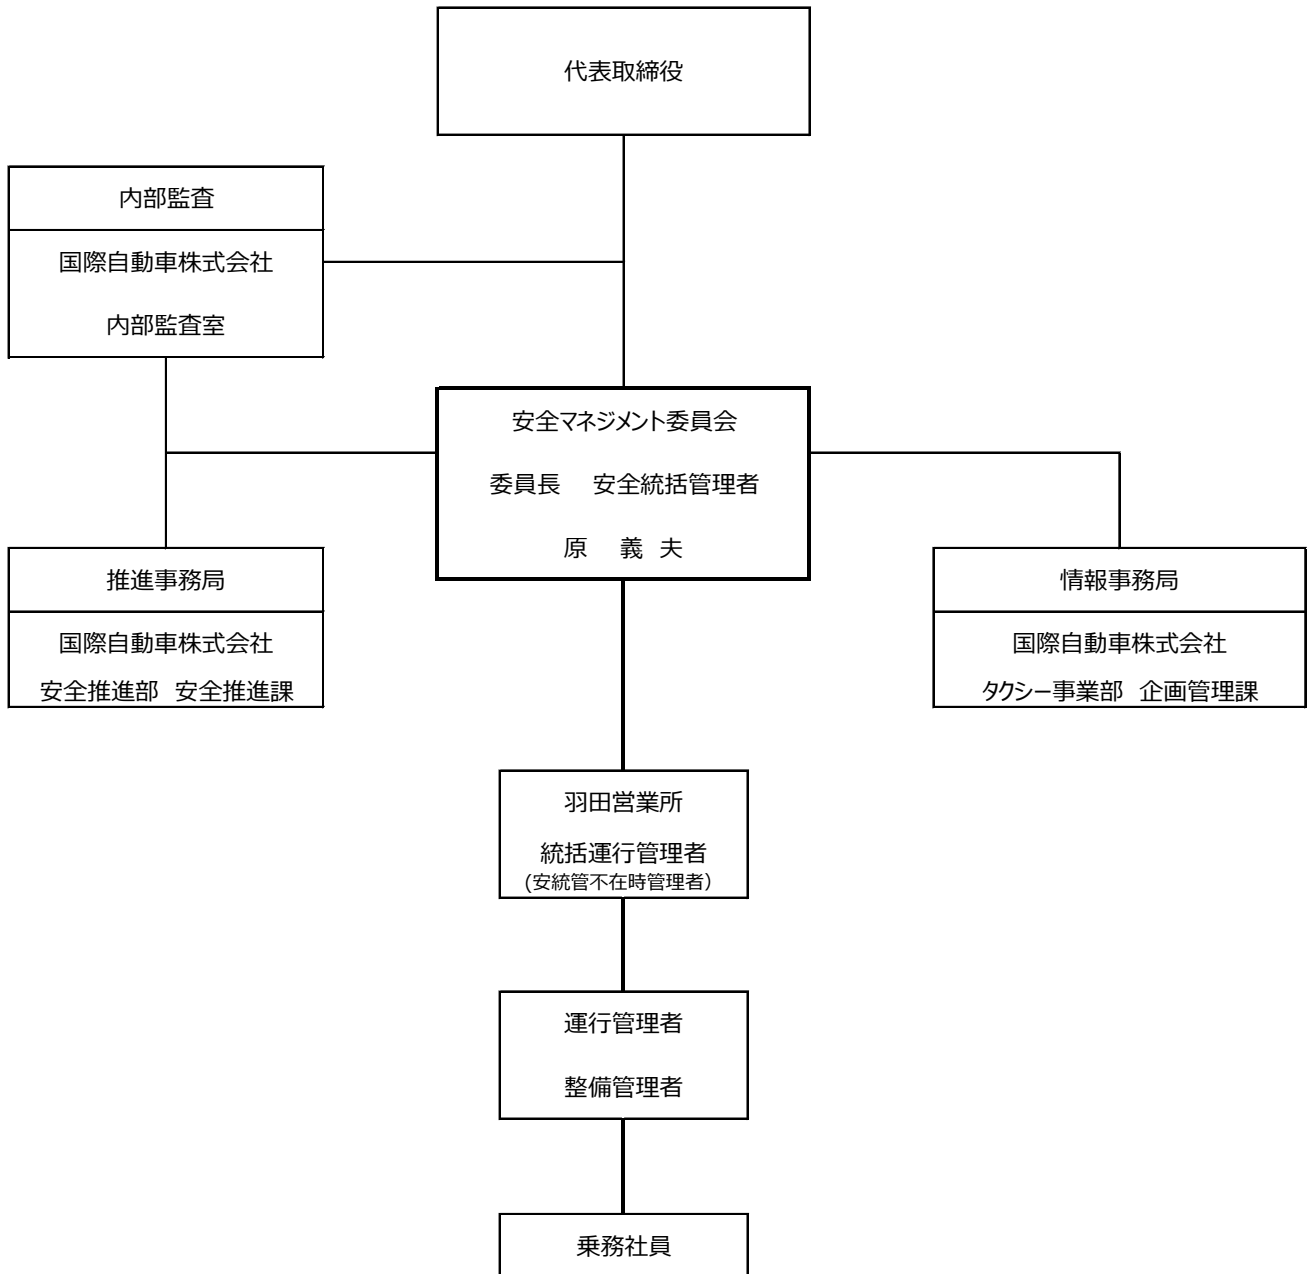 代表取締役
内部監査
国際自動車株式会社
内部監査室
安全マネジメント委員会
委員長 安全統括管理者
原 義 夫
推進事務局
国際自動車株式会社
安全推進部 安全推進課
情報事務局
国際自動車株式会社
タクシー事業部 企画管理課
羽田営業所
統括運行管理者
(安統管不在時管理者)
運行管理者
整備管理者
乗務社員